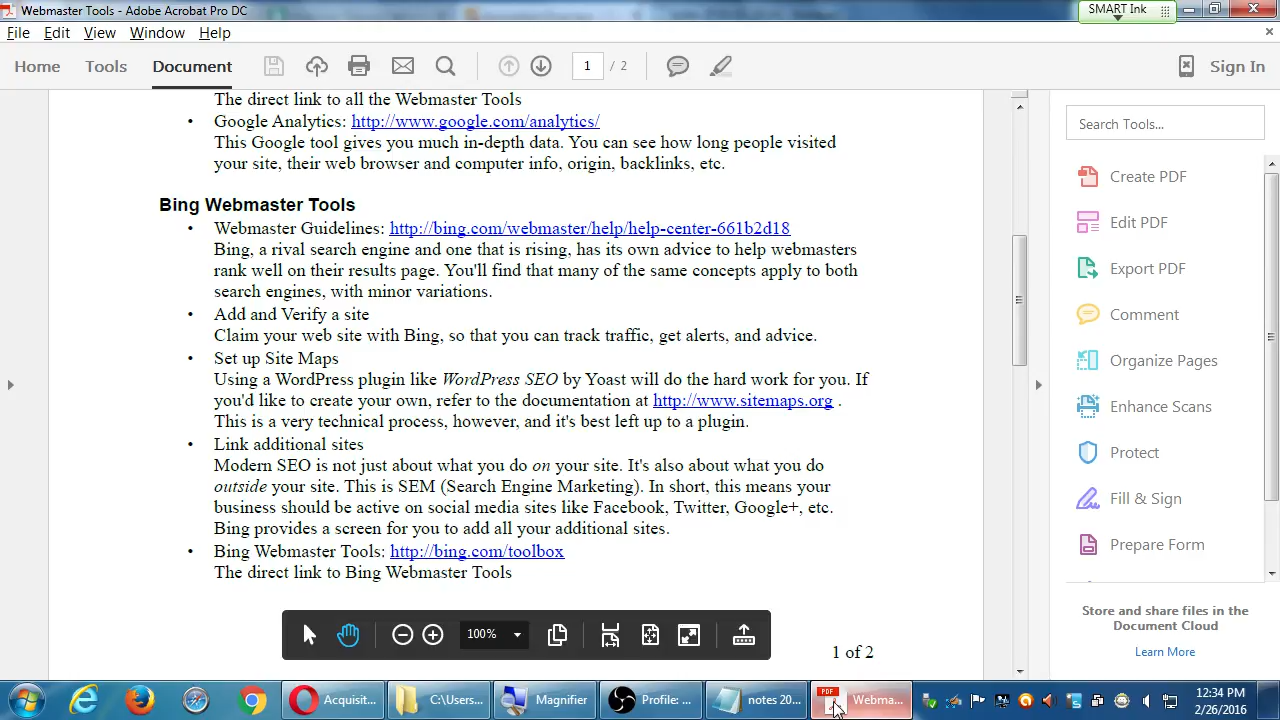 Webmaster Tools - Adobe Acrobat Pro DC
SMART Ink
File Edit View Window Help
Home Tools Document 1 / 2 Sign In
The direct link to all the Webmaster Tools
• Google Analytics: http://www.google.com/analytics/
This Google tool gives you much in-depth data. You can see how long people visited
your site, their web browser and computer info, origin, backlinks, etc.
Bing Webmaster Tools
• Webmaster Guidelines: http://bing.com/webmaster/help/help-center-661b2d18
Bing, a rival search engine and one that is rising, has its own advice to help webmasters
rank well on their results page. You'll find that many of the same concepts apply to both
search engines, with minor variations.
• Add and Verify a site
Claim your web site with Bing, so that you can track traffic, get alerts, and advice.
• Set up Site Maps
Using a WordPress plugin like WordPress SEO by Yoast will do the hard work for you. If
you'd like to create your own, refer to the documentation at http://www.sitemaps.org .
This is a very technical process, however, and it's best left up to a plugin.
• Link additional sites
Modern SEO is not just about what you do on your site. It's also about what you do
outside your site. This is SEM (Search Engine Marketing). In short, this means your
business should be active on social media sites like Facebook, Twitter, Google+, etc.
Bing provides a screen for you to add all your additional sites.
• Bing Webmaster Tools: http://bing.com/toolbox
The direct link to Bing Webmaster Tools
100%
1 of 2
Search Tools...
Create PDF
Edit PDF
Export PDF
Comment
Organize Pages
Enhance Scans
Protect
Fill & Sign
Prepare Form
Store and share files in the
Document Cloud
Learn More
Acquisit... C:\Users... Magnifier Profile: ... notes 20... PDF Webma...
12:34 PM
2/26/2016